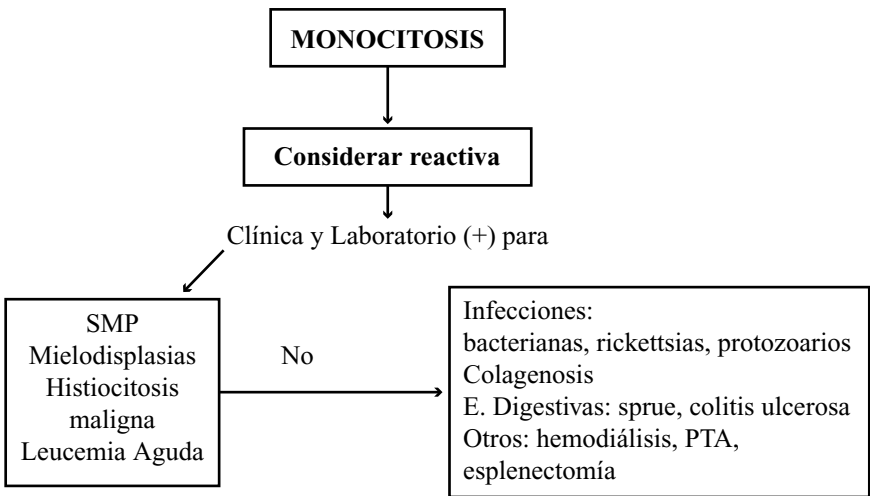 MONOCITOSIS
Considerar reactiva
Clínica y Laboratorio (+) para
SMP
Mielodisplasias
Histiocitosis
maligna
Leucemia Aguda
No
Infecciones:
bacterianas, rickettsias, protozoarios
Colagenosis
E. Digestivas: sprue, colitis ulcerosa
Otros: hemodiálisis, PTA,
esplenectomía